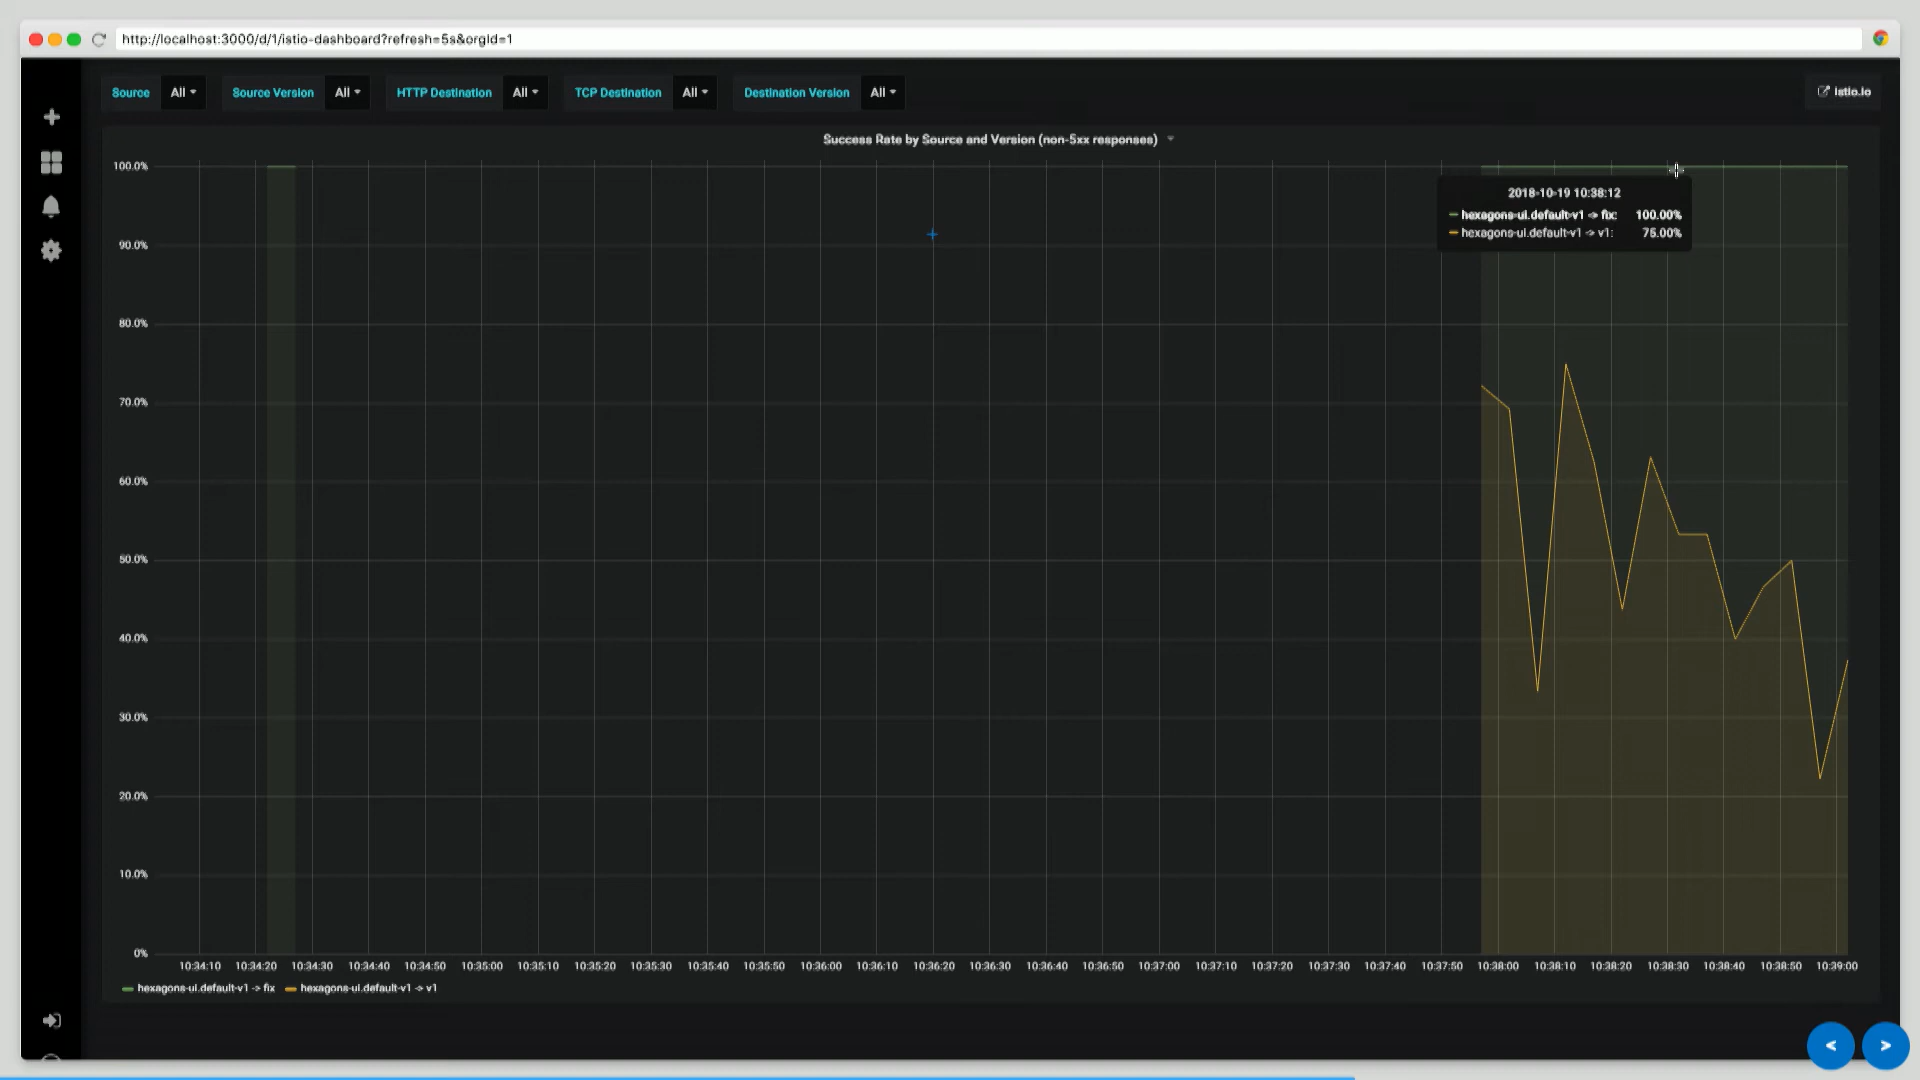 http://localhost:3000/d/1/istio-dashboard?refresh=5s&orgId=1
Source All Source Version All HTTP Destination All TCP Destination All Destination Version All istio.io
Success Rate by Source and Version (non-5xx responses)
100.0%
90.0%
80.0%
70.0%
60.0%
50.0%
40.0%
30.0%
20.0%
10.0%
0%
2018-10-19 10:38:12
hexagons-ui.default-v1 -> fix: 100.00%
hexagons-ui.default-v1 -> v1: 75.00%
10:34:10 10:34:20 10:34:30 10:34:40 10:34:50 10:35:00 10:35:10 10:35:20 10:35:30 10:35:40 10:35:50 10:36:00 10:36:10 10:36:20 10:36:30 10:36:40 10:36:50 10:37:00 10:37:10 10:37:20 10:37:30 10:37:40 10:37:50 10:38:00 10:38:10 10:38:20 10:38:30 10:38:40 10:38:50 10:39:00
hexagons-ui.default-v1 -> fix hexagons-ui.default-v1 -> v1
< >